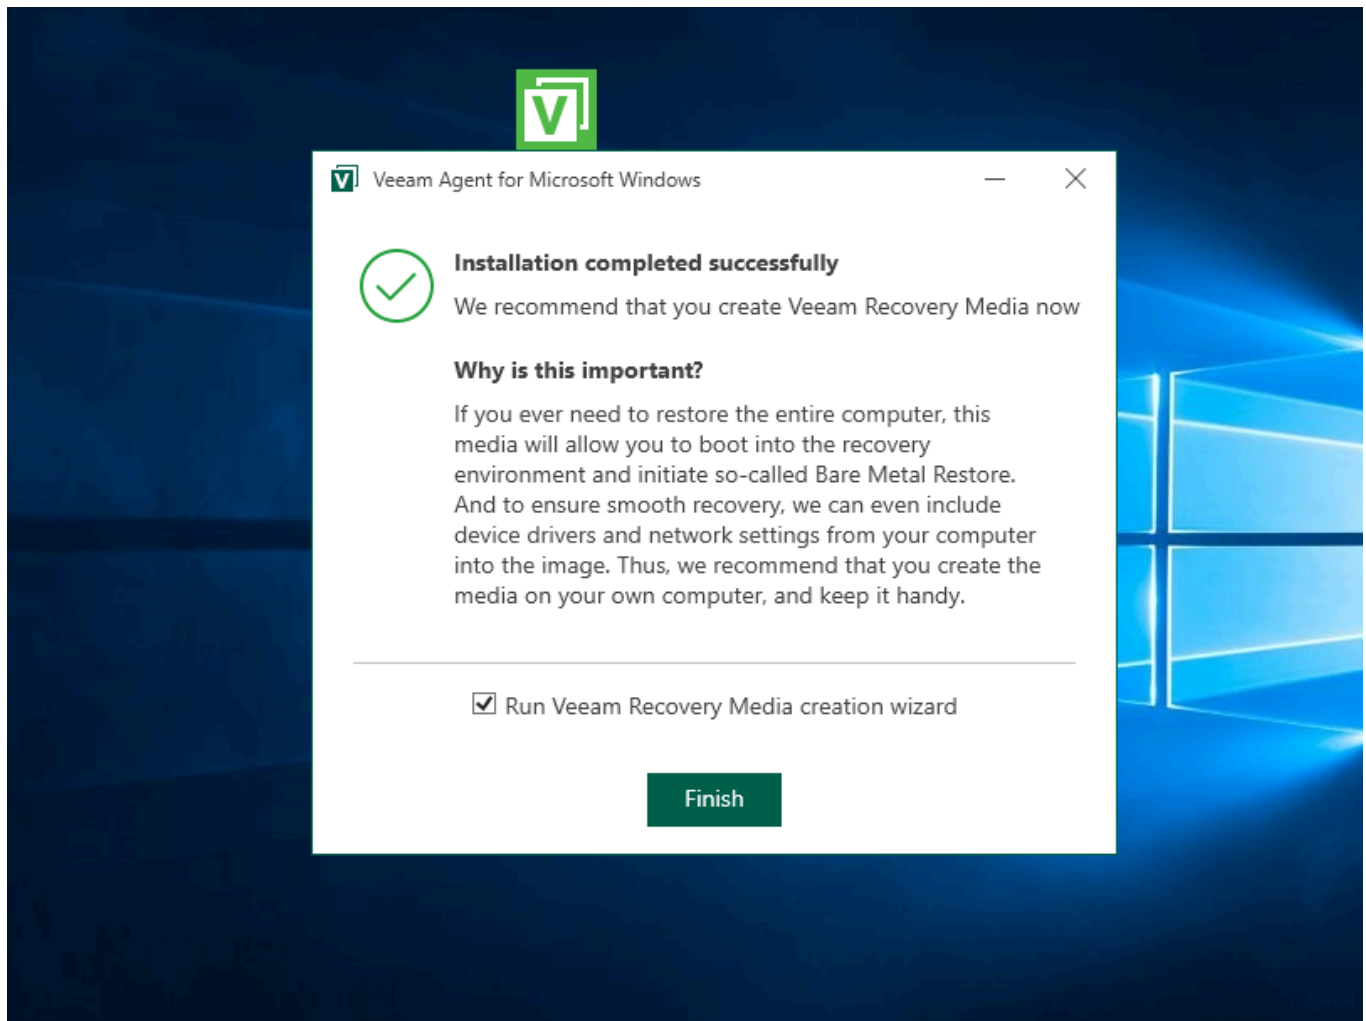 V
V
Veeam Agent for Microsoft Windows
Installation completed successfully
We recommend that you create Veeam Recovery Media now
Why is this important?
If you ever need to restore the entire computer, this
media will allow you to boot into the recovery
environment and initiate so-called Bare Metal Restore.
And to ensure smooth recovery, we can even include
device drivers and network settings from your computer
into the image. Thus, we recommend that you create the
media on your own computer, and keep it handy.
Run Veeam Recovery Media creation wizard
Finish